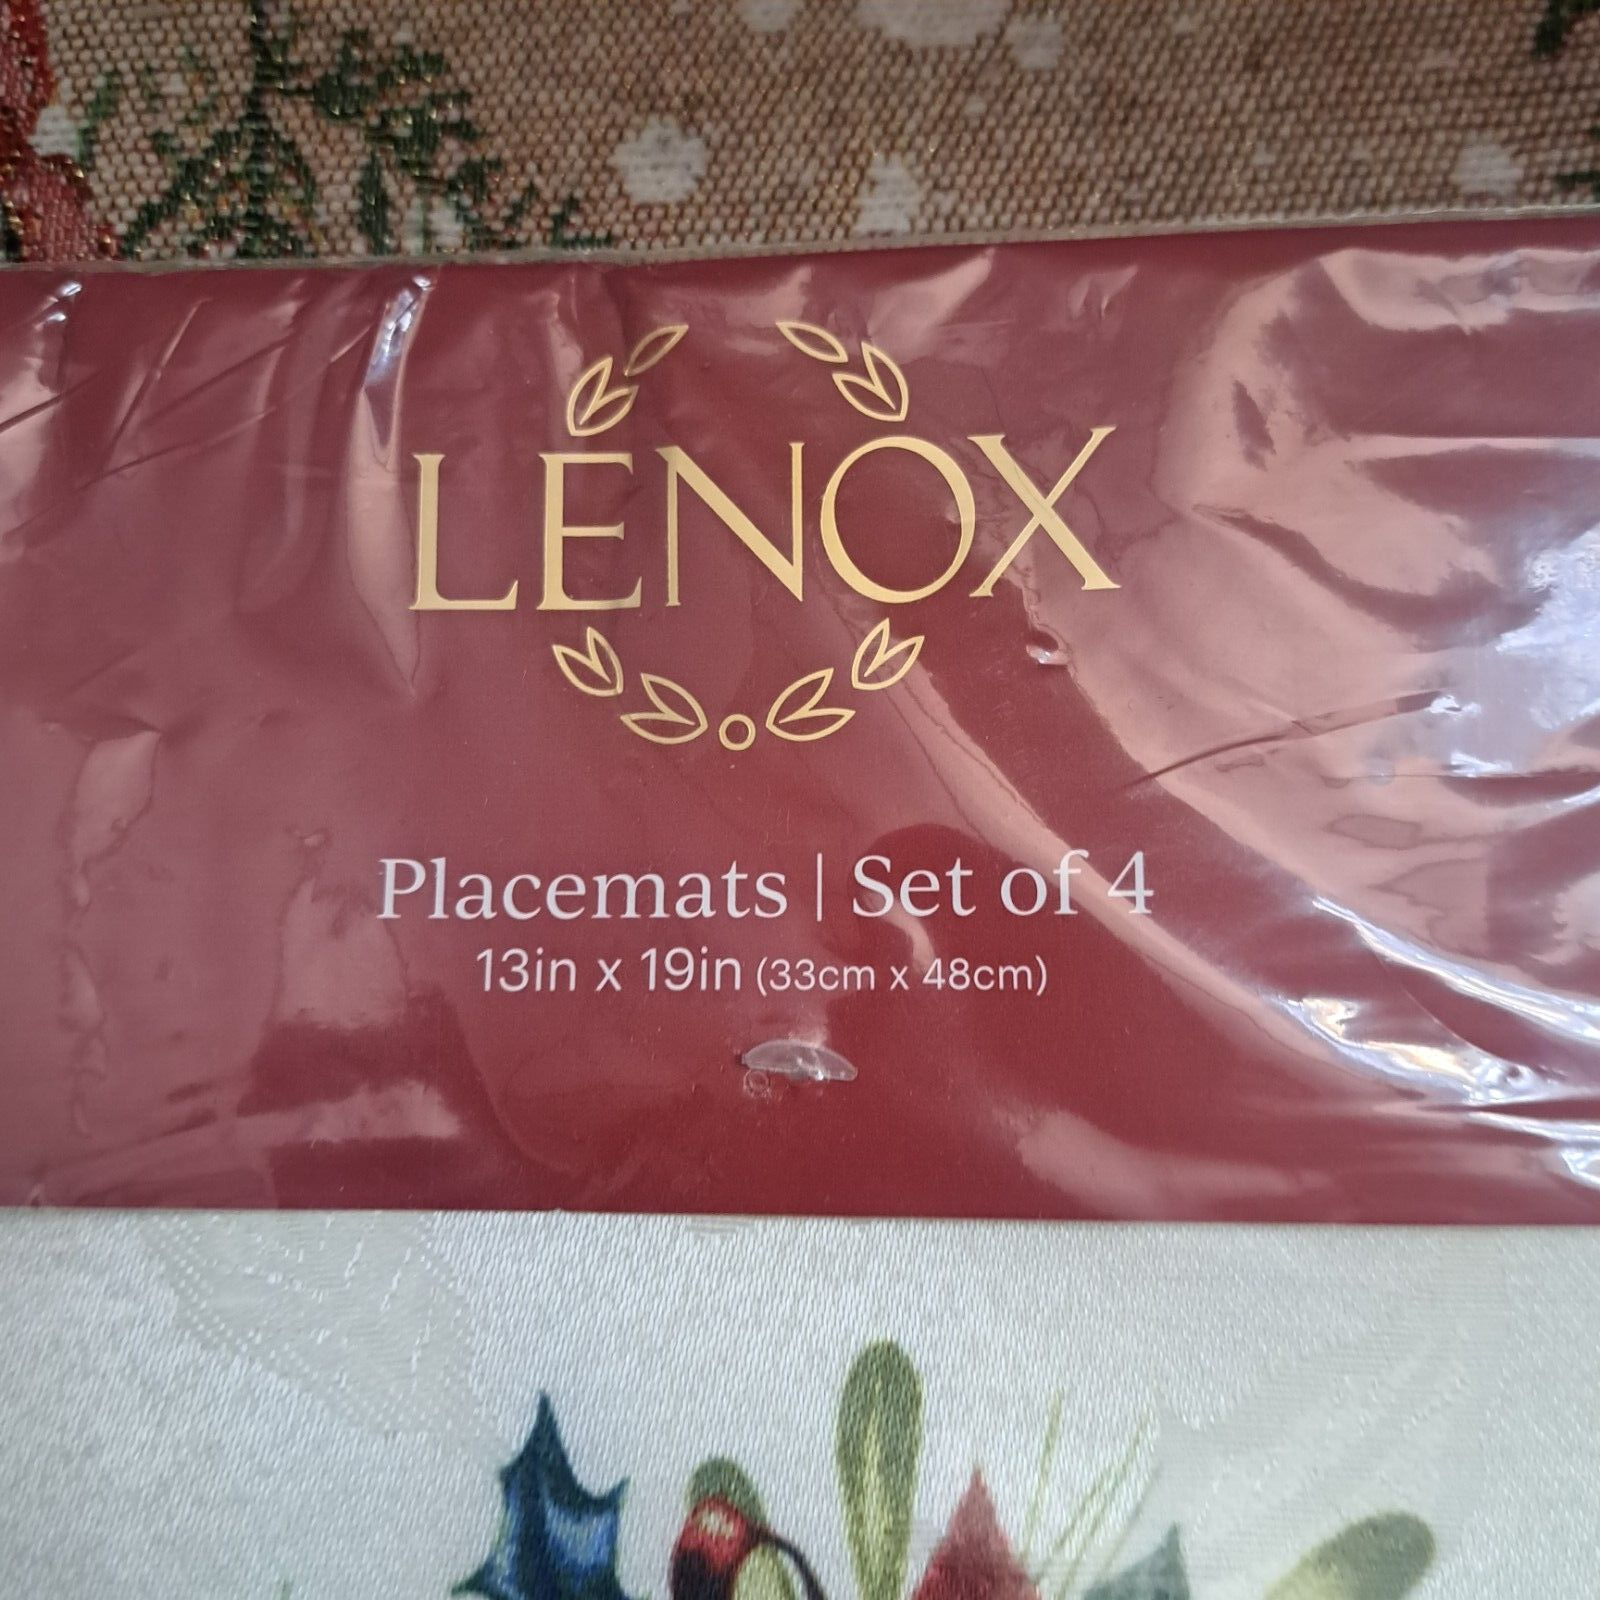 LENOX
Placemats | Set of 4
13in x 19in (33cm x 48cm)